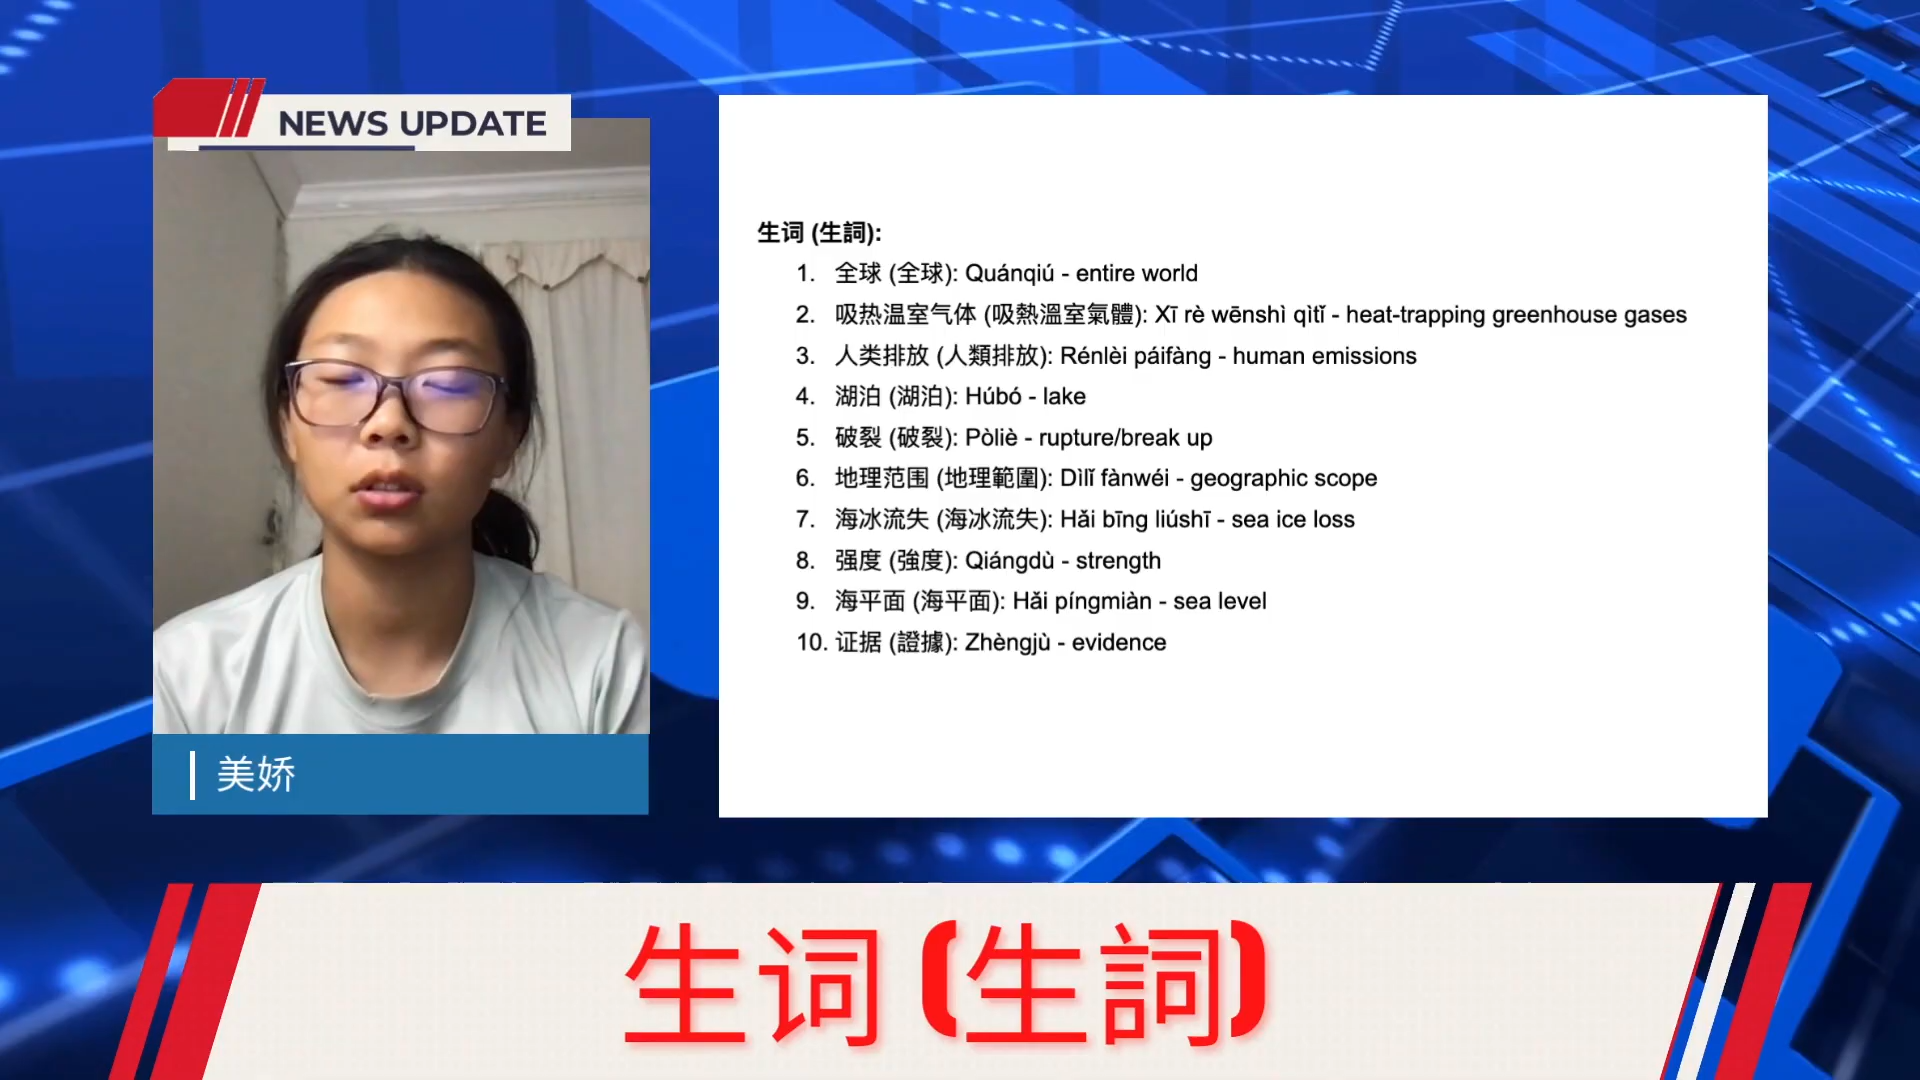 NEWS UPDATE
生词 (生詞):
1. 全球 (全球): Quánqiú - entire world
2. 吸热温室气体 (吸熱溫室氣體): Xī rè wēnshì qìtǐ - heat-trapping greenhouse gases
3. 人类排放 (人類排放): Rénlèi páifàng - human emissions
4. 湖泊 (湖泊): Húbó - lake
5. 破裂 (破裂): Pòliè - rupture/break up
6. 地理范围 (地理範圍): Dìlǐ fànwéi - geographic scope
7. 海冰流失 (海冰流失): Hǎi bīng liúshī - sea ice loss
8. 强度 (強度): Qiángdù - strength
9. 海平面 (海平面): Hǎi píngmiàn - sea level
10. 证据 (證據): Zhèngjù - evidence
美娇
生词 (生詞)